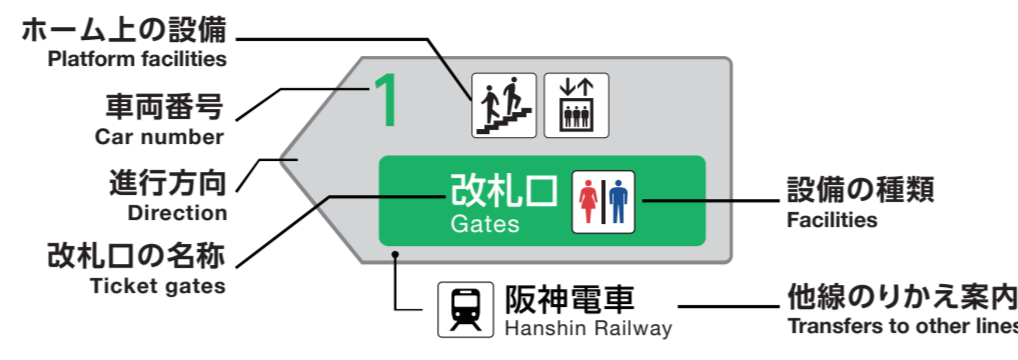 ホーム上の設備
Platform facilities
車両番号
Car number
進行方向
Direction
改札口の名称
Ticket gates
1
改札口
Gates
設備の種類
Facilities
阪神電車
Hanshin Railway
他線のりかえ案内
Transfers to other lines